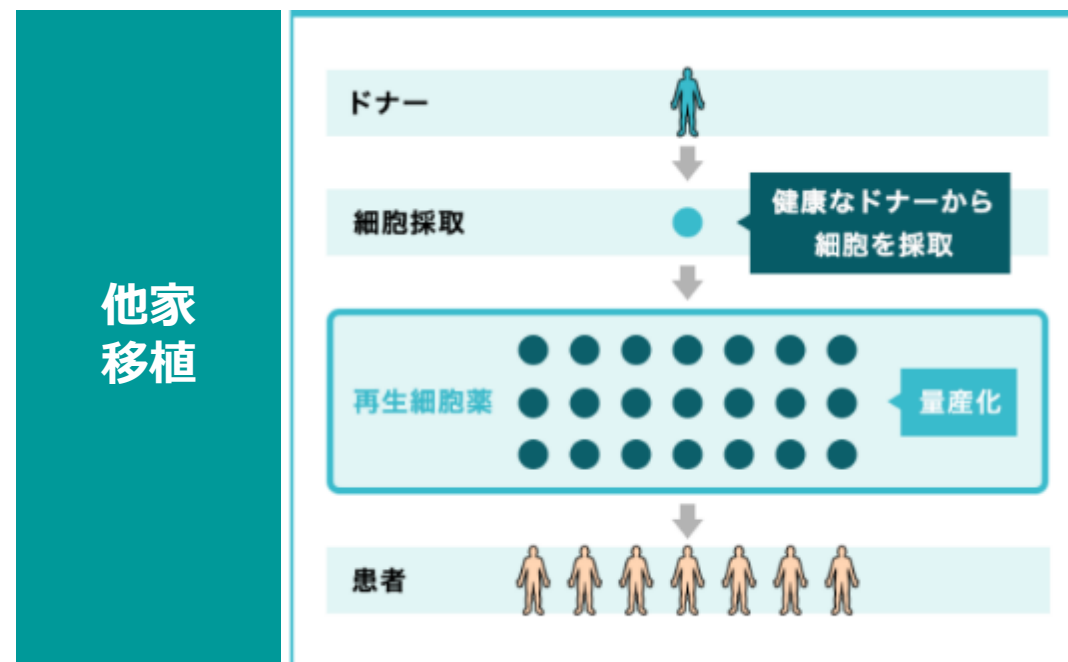 他家
移植
ドナー
細胞採取
健康なドナーから
細胞を採取
再生細胞薬
量産化
患者